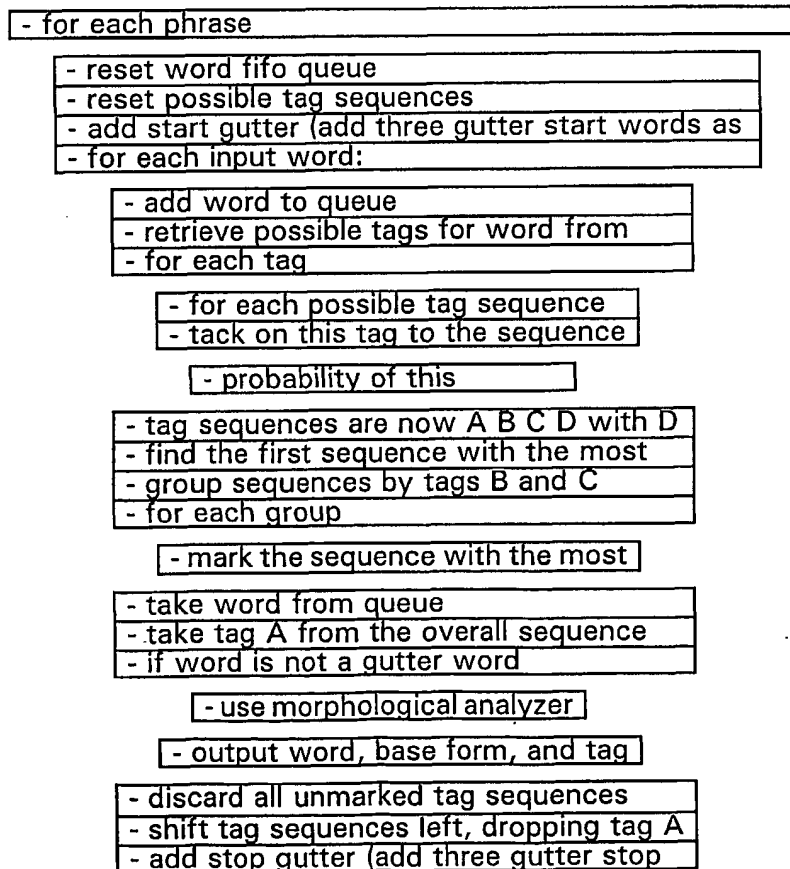 - for each phrase
- reset word fifo queue
- reset possible tag sequences
- add start gutter (add three gutter start words as
- for each input word:
- add word to queue
- retrieve possible tags for word from
- for each tag
- for each possible tag sequence
- tack on this tag to the sequence
- probability of this
- tag sequences are now A B C D with D
- find the first sequence with the most
- group sequences by tags B and C
- for each group
- mark the sequence with the most
- take word from queue
- take tag A from the overall sequence
- if word is not a gutter word
- use morphological analyzer
- output word, base form, and tag
- discard all unmarked tag sequences
- shift tag sequences left, dropping tag A
- add stop gutter (add three gutter stop